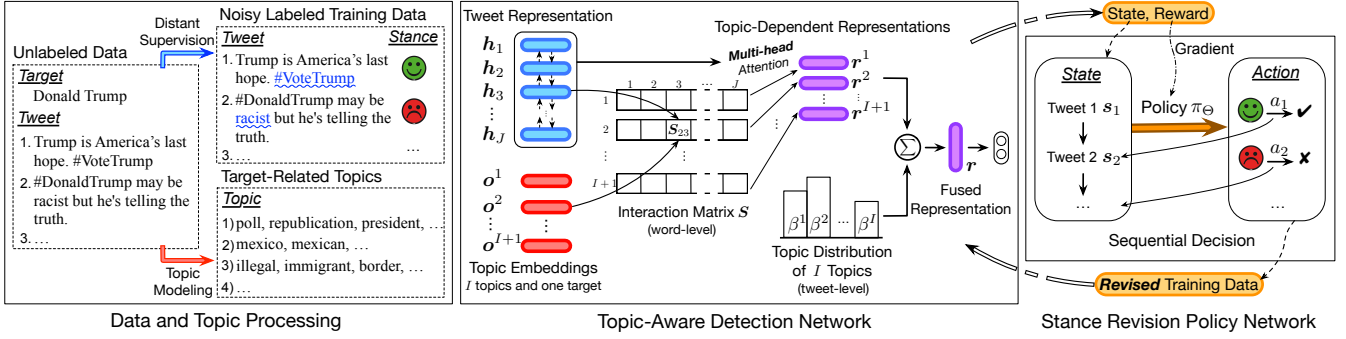 Unlabeled Data
Target
Donald Trump
Tweet
1. Trump is America's last
hope. #VoteTrump
2. #DonaldTrump may be
racist but he's telling the
truth.
3. …
Distant
Supervision
Topic
Modeling
Noisy Labeled Training Data
Tweet
Stance
1. Trump is America's last
hope. #VoteTrump
2. #DonaldTrump may be
racist but he's telling the
truth.
3. …
…
Target-Related Topics
Topic
1) poll, republication, president, …
2) mexico, mexican, …
3) illegal, immigrant, border, …
4) …
Data and Topic Processing
Tweet Representation
h1
h2
h3
⋮
hJ
o1
o2
⋮
oI+1
Topic Embeddings
I topics and one target
Multi-head
Attention
1 2 3 … J
1
2
⋮
I+1
s23
Interaction Matrix S
(word-level)
Topic-Dependent Representations
r1
r2
⋮
rI+1
Σ
r
Fused
Representation
β1 β2 … βI
Topic Distribution
of I Topics
(tweet-level)
Topic-Aware Detection Network
State, Reward
Gradient
State
Tweet 1 s1
Tweet 2 s2
…
Policy πΘ
Action
a1 ✔
a2 ✘
…
Sequential Decision
Revised Training Data
Stance Revision Policy Network